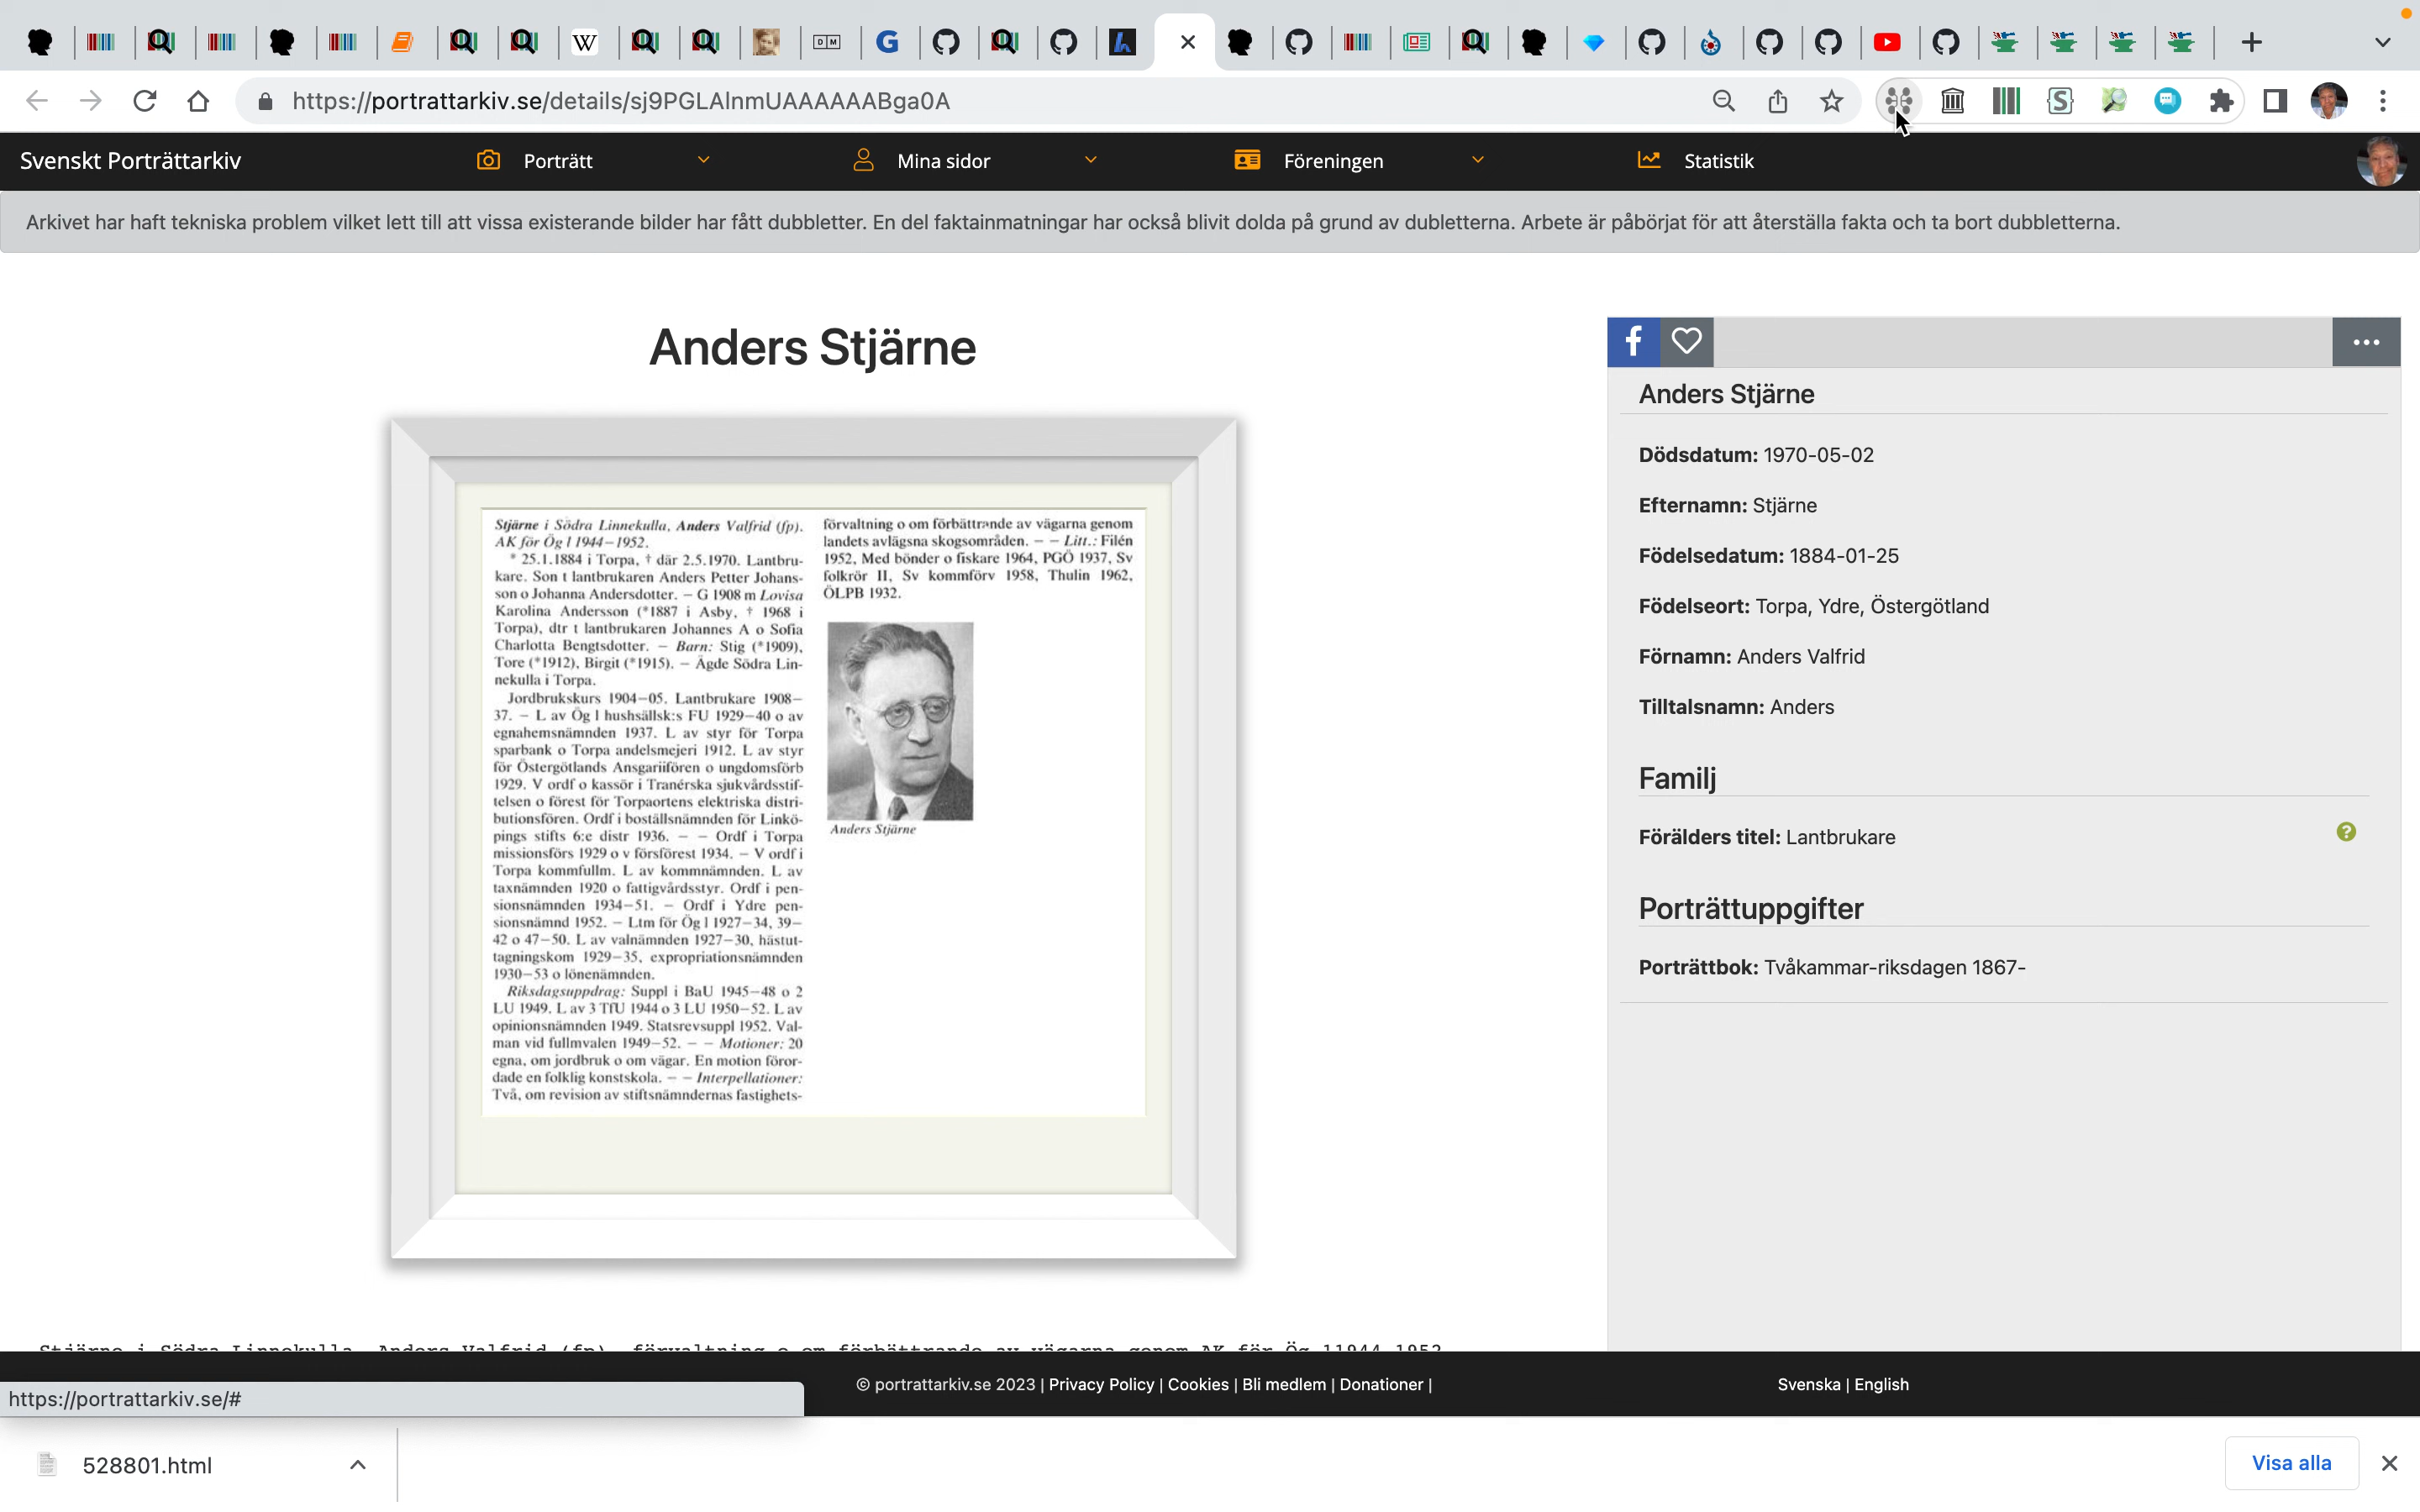 https://portrattarkiv.se/details/sj9PGLAlnmUAAAAAABga0A
Svenskt Porträttarkiv
Porträtt
Mina sidor
Föreningen
Statistik
Arkivet har haft tekniska problem vilket lett till att vissa existerande bilder har fått dubbletter. En del faktainmatningar har också blivit dolda på grund av dubletterna. Arbete är påbörjat för att återställa fakta och ta bort dubbletterna.
Anders Stjärne
Stjärne i Södra Linnekulla, Anders Valfrid (fp).
AK för Ög l 1944–1952.
* 25.1.1884 i Torpa, † där 2.5.1970. Lantbru-
kare. Son t lantbrukaren Anders Petter Johans-
son o Johanna Andersdotter. – G 1908 m Lovisa
Karolina Andersson (*1887 i Asby, † 1968 i
Torpa), dtr t lantbrukaren Johannes A o Sofia
Charlotta Bengtsdotter. – Barn: Stig (*1909),
Tore (*1912), Birgit (*1915). – Ägde Södra Lin-
nekulla i Torpa.
Jordbrukskurs 1904–05. Lantbrukare 1908–
37. – L av Ög l hushsällsk:s FU 1929–40 o av
egnahemsnämnden 1937. L av styr för Torpa
sparbank o Torpa andelsmejeri 1912. L av styr
för Östergötlands Ansgariifören o ungdomsförb
1929. V ordf o kassör i Tranérska sjukvårdsstif-
telsen o förest för Torpaortens elektriska distri-
butionsfören. Ordf i boställsnämnden för Linkö-
pings stifts 6:e distr 1936. – – Ordf i Torpa
missionsförs 1929 o v försförest 1934. – V ordf i
Torpa kommfullm. L av kommnämnden. L av
taxnämnden 1920 o fattigvårdsstyr. Ordf i pen-
sionsnämnden 1934–51. – Ordf i Ydre pen-
sionsnämnd 1952. – Ltm för Ög l 1927–34, 39–
42 o 47–50. L av valnämnden 1927–30, hästut-
tagningskom 1929–35, expropriationsnämnden
1930–53 o lönenämnden.
Riksdagsuppdrag: Suppl i BaU 1945–48 o 2
LU 1949. L av 3 TfU 1944 o 3 LU 1950–52. L av
opinionsnämnden 1949. Statsrevsuppl 1952. Val-
man vid fullmvalen 1949–52. – – Motioner: 20
egna, om jordbruk o om vägar. En motion föror-
dade en folklig konstskola. – – Interpellationer:
Två, om revision av stiftsnämndernas fastighets-
förvaltning o om förbättrande av vägarna genom
landets avlägsna skogsområden. – – Litt.: Filén
1952, Med bönder o fiskare 1964, PGÖ 1937, Sv
folkrör II, Sv kommförv 1958, Thulin 1962,
ÖLPB 1932.
Anders Stjärne
Anders Stjärne
Dödsdatum: 1970-05-02
Efternamn: Stjärne
Födelsedatum: 1884-01-25
Födelseort: Torpa, Ydre, Östergötland
Förnamn: Anders Valfrid
Tilltalsnamn: Anders
Familj
Förälders titel: Lantbrukare
Porträttuppgifter
Porträttbok: Tvåkammar-riksdagen 1867-
Stjärne i Södra Linnekulla, Anders Valfrid (fp). förvaltning o om förbättrande av vägarna genom AK för Ög
© portrattarkiv.se 2023 | Privacy Policy | Cookies | Bli medlem | Donationer |
Svenska | English
https://portrattarkiv.se/#
528801.html
Visa alla